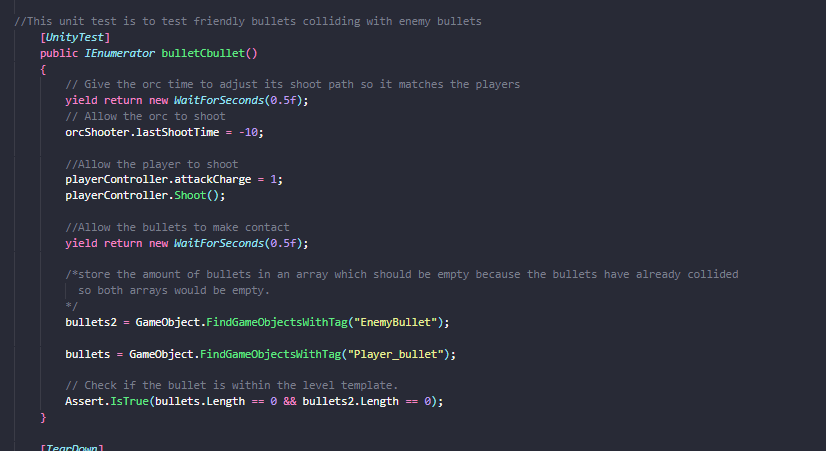 //This unit test is to test friendly bullets colliding with enemy bullets
[UnityTest]
public IEnumerator bulletCbullet()
{
// Give the orc time to adjust its shoot path so it matches the players
yield return new WaitForSeconds(0.5f);
// Allow the orc to shoot
orcShooter.lastShootTime = -10;
//Allow the player to shoot
playerController.attackCharge = 1;
playerController.Shoot();
//Allow the bullets to make contact
yield return new WaitForSeconds(0.5f);
/*store the amount of bullets in an array which should be empty because the bullets have already collided
so both arrays would be empty.
*/
bullets2 = GameObject.FindGameObjectsWithTag("EnemyBullet");
bullets = GameObject.FindGameObjectsWithTag("Player_bullet");
// Check if the bullet is within the level template.
Assert.IsTrue(bullets.Length == 0 && bullets2.Length == 0);
}
[TearDown]